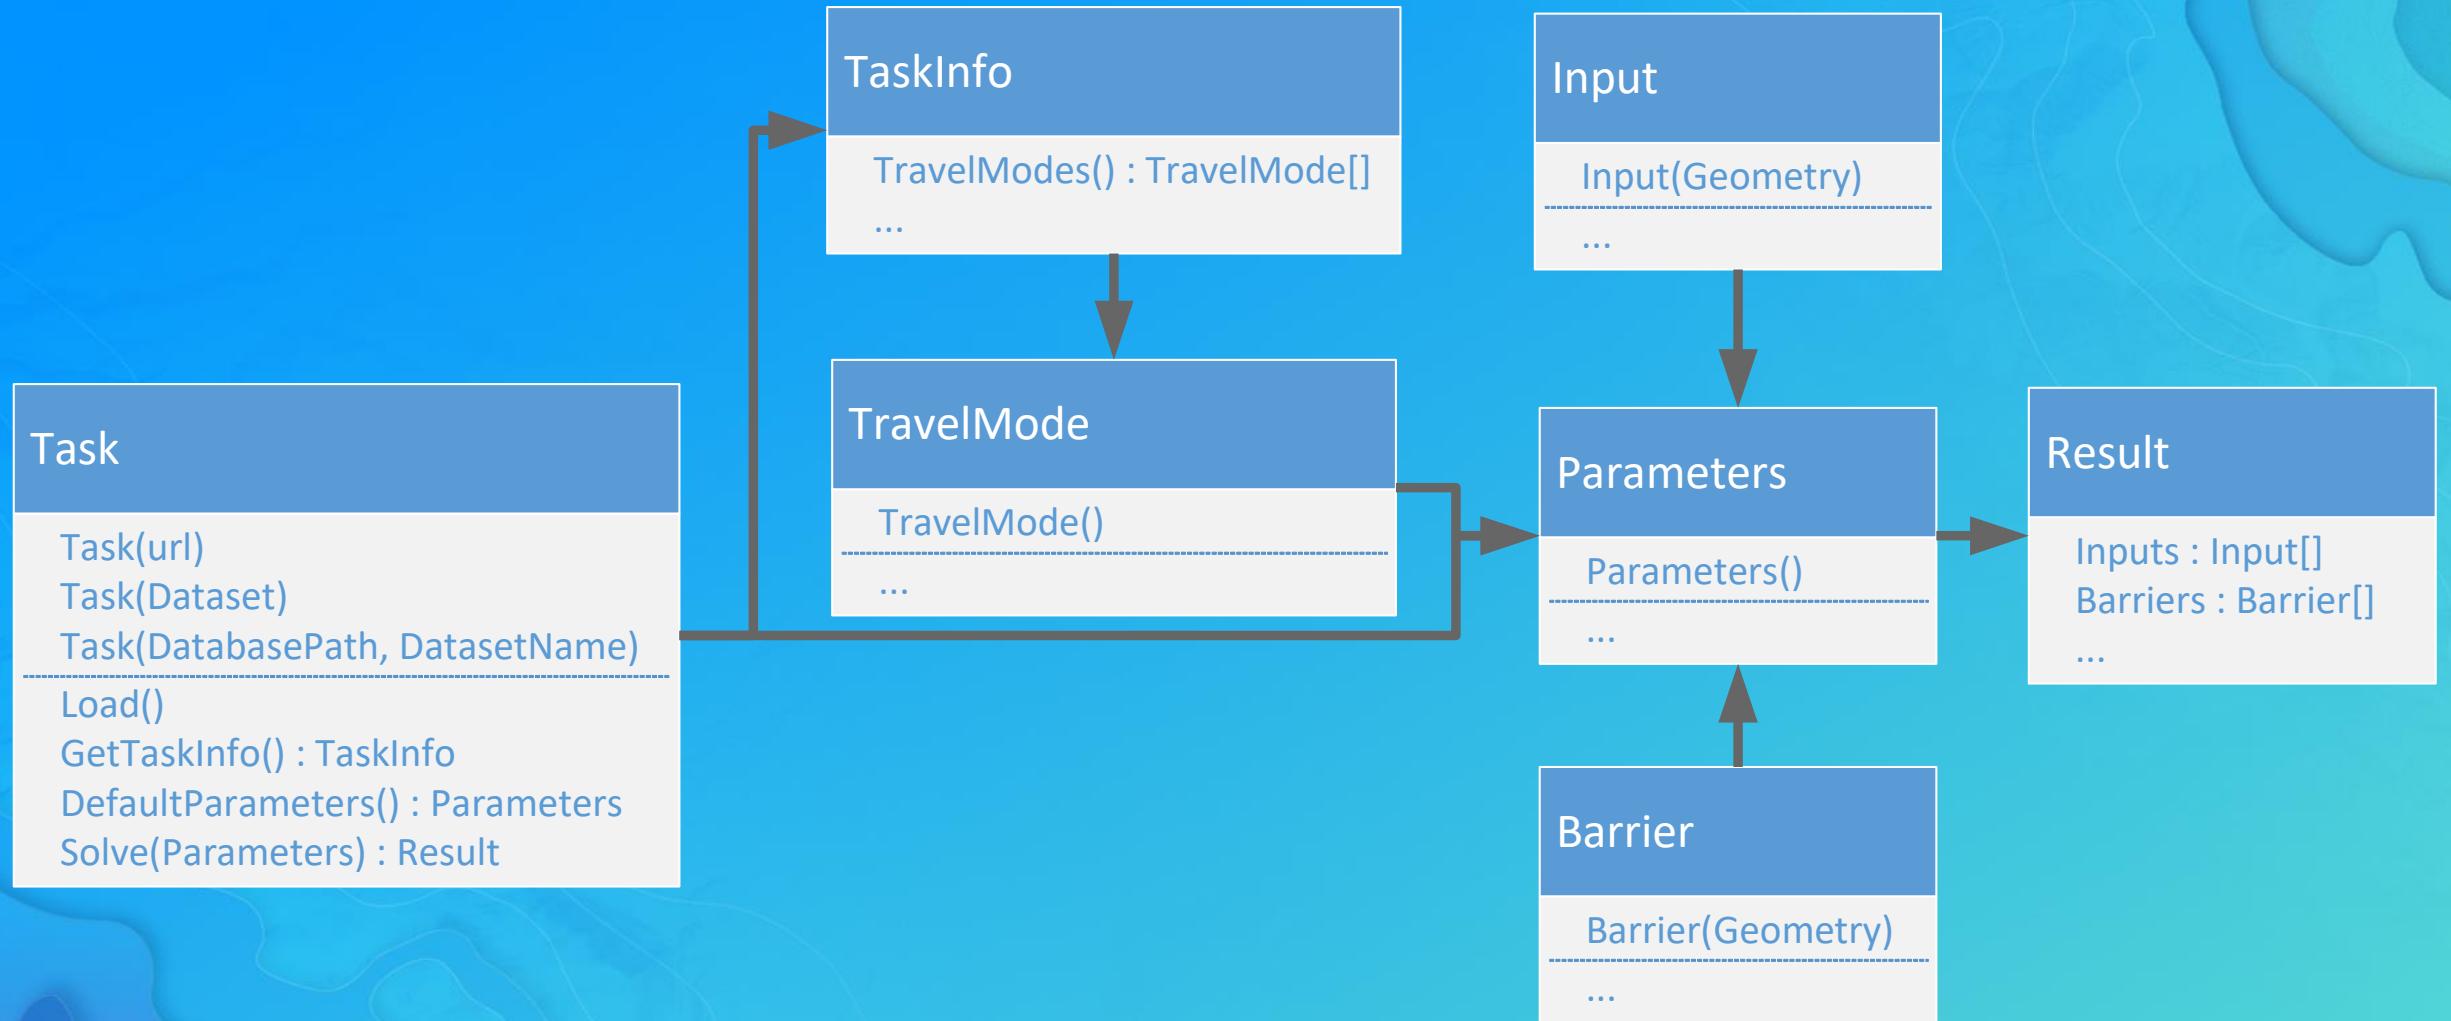 TaskInfo
TravelModes() : TravelMode[]
...
Input
Input(Geometry)
...
Task
Task(url)
Task(Dataset)
Task(DatabasePath, DatasetName)
Load()
GetTaskInfo() : TaskInfo
DefaultParameters() : Parameters
Solve(Parameters) : Result
TravelMode
TravelMode()
...
Parameters
Parameters()
...
Result
Inputs : Input[]
Barriers : Barrier[]
...
Barrier
Barrier(Geometry)
...